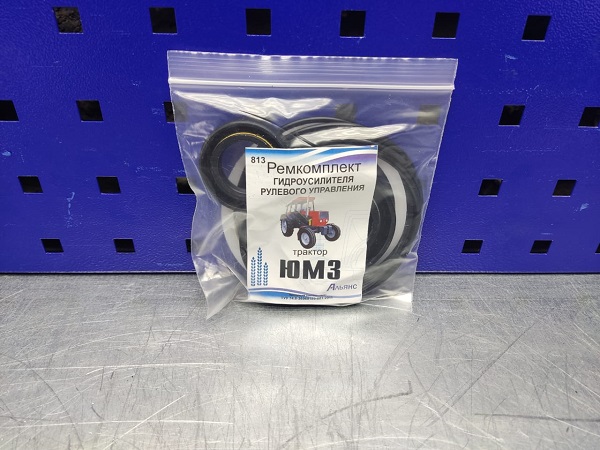 813
Ремкомплект
ГИДРОУСИЛИТЕЛЯ
РУЛЕВОГО УПРАВЛЕНИЯ
трактор
ЮМЗ
Альянс